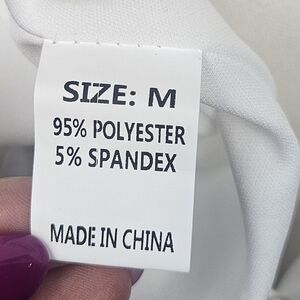 SIZE: M
95% POLYESTER
5% SPANDEX
MADE IN CHINA